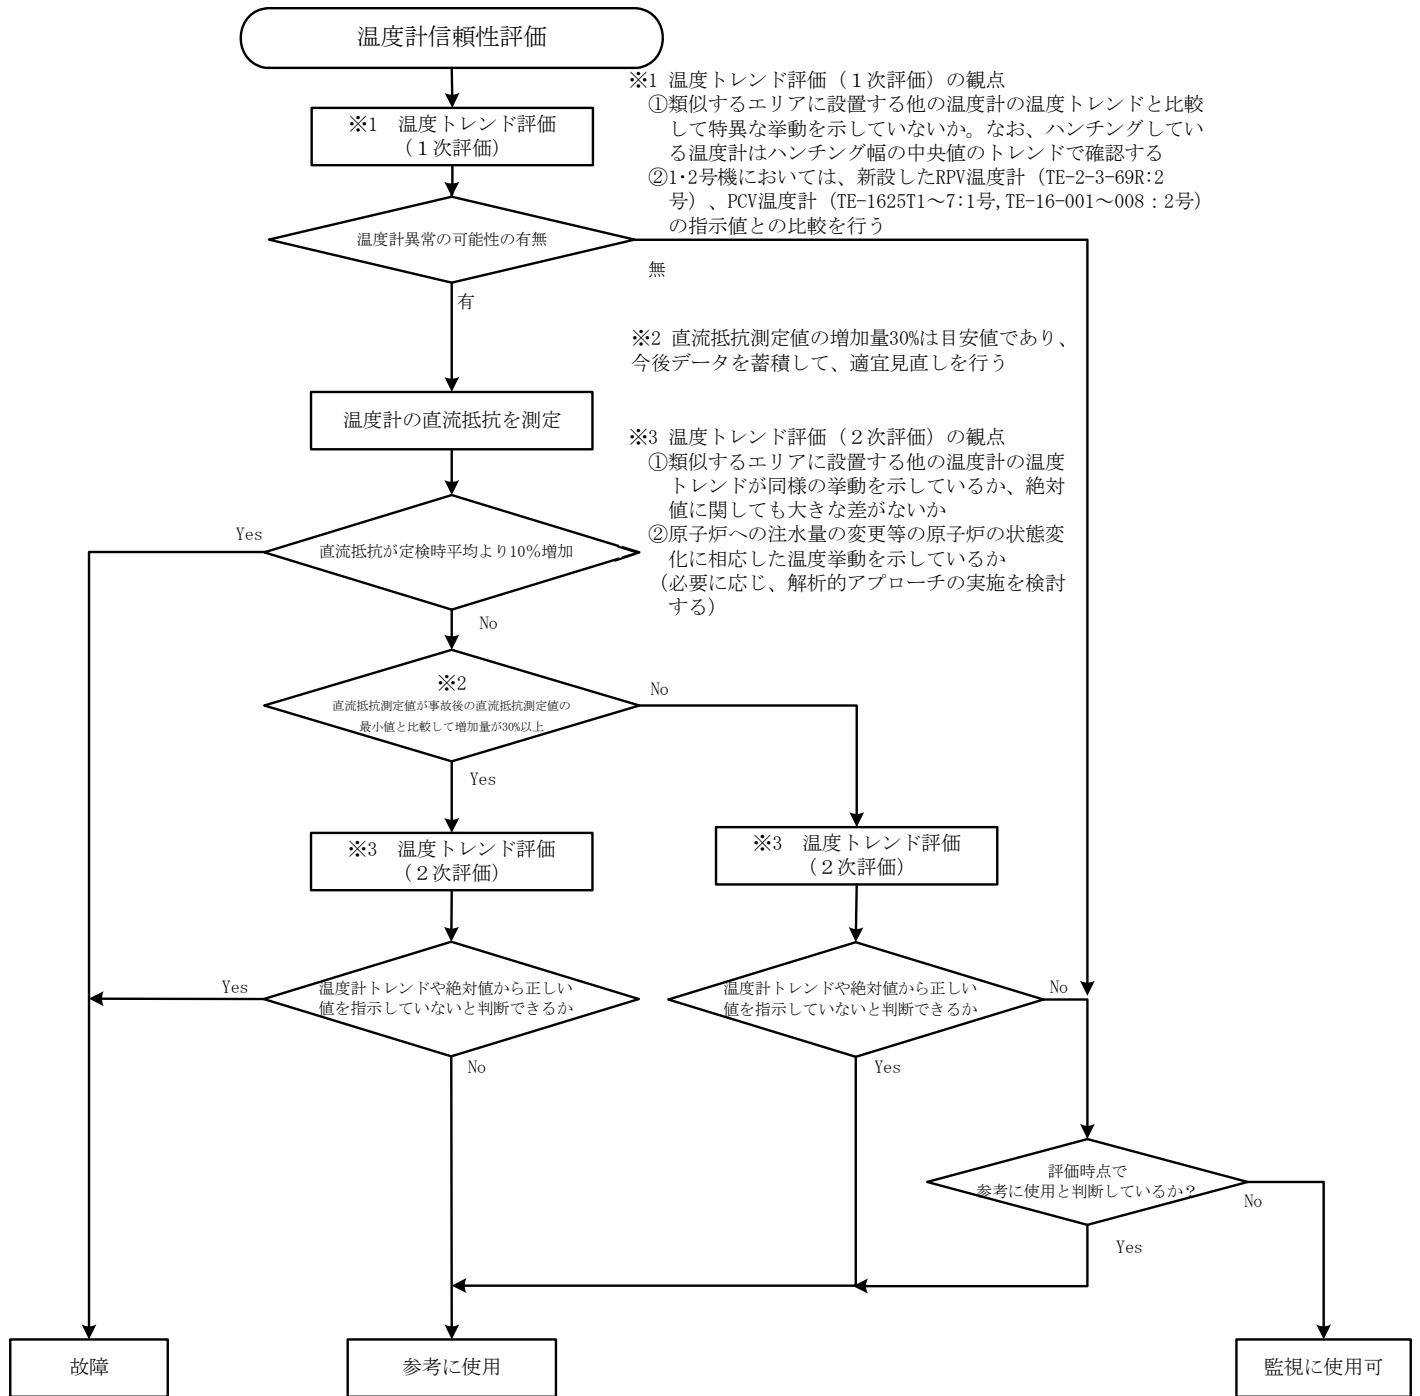 温度計信頼性評価
※1 温度トレンド評価
(1次評価)
※1 温度トレンド評価（１次評価）の観点
①類似するエリアに設置する他の温度計の温度トレンドと比較
して特異な挙動を示していないか。なお、ハンチングしてい
る温度計はハンチング幅の中央値のトレンドで確認する
②1・2号機においては、新設したRPV温度計（TE-2-3-69R:2
号）、PCV温度計（TE-1625T1～7:1号,TE-16-001～008：2号）
の指示値との比較を行う
温度計異常の可能性の有無
無
有
※2 直流抵抗測定値の増加量30%は目安値であり、
今後データを蓄積して、適宜見直しを行う
温度計の直流抵抗を測定
※3 温度トレンド評価（２次評価）の観点
①類似するエリアに設置する他の温度計の温度
トレンドが同様の挙動を示しているか、絶対
値に関しても大きな差がないか
②原子炉への注水量の変更等の原子炉の状態変
化に相応した温度挙動を示しているか
(必要に応じ、解析的アプローチの実施を検討
する)
Yes
直流抵抗が定検時平均より10％増加
No
※2
直流抵抗測定値が事故後の直流抵抗測定値の
最小値と比較して増加量が30%以上
No
Yes
※3 温度トレンド評価
(２次評価)
※3 温度トレンド評価
(２次評価)
Yes
温度計トレンドや絶対値から正しい
値を指示していないと判断できるか
No
温度計トレンドや絶対値から正しい
値を指示していないと判断できるか
No
Yes
評価時点で
参考に使用と判断しているか？
No
Yes
故障
参考に使用
監視に使用可